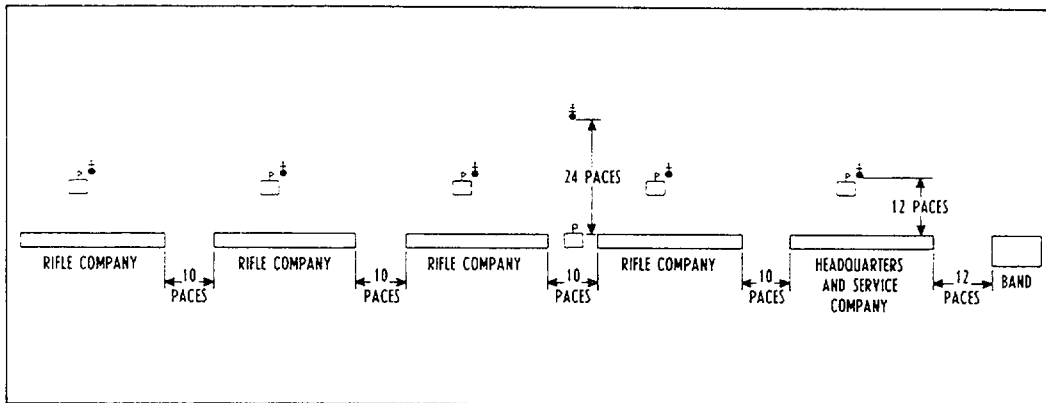 24 PACES
12 PACES
P
P
P
P
P
P
RIFLE COMPANY
RIFLE COMPANY
RIFLE COMPANY
RIFLE COMPANY
HEADQUARTERS
AND SERVICE
COMPANY
BAND
10
PACES
10
PACES
10
PACES
10
PACES
12
PACES